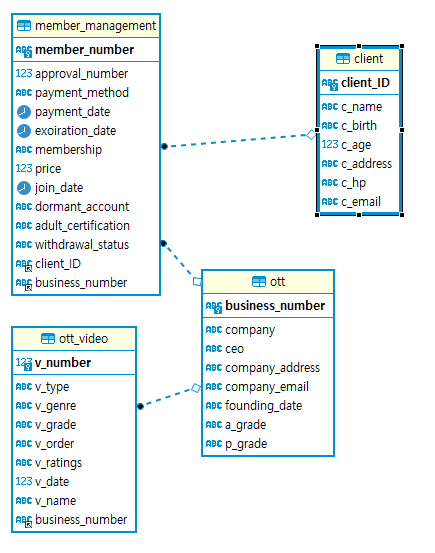 member_management
ABC member_number
123 approval_number
ABC payment_method
payment_date
exoiration_date
ABC membership
123 price
join_date
ABC dormant_account
ABC adult_certification
ABC withdrawal_status
ABC client_ID
ABC business_number
client
ABC client_ID
ABC c_name
ABC c_birth
123 c_age
ABC c_address
ABC c_hp
ABC c_email
ott
ABC business_number
ABC company
ABC ceo
ABC company_address
ABC company_email
ABC founding_date
ABC a_grade
ABC p_grade
ott_video
123 v_number
ABC v_type
ABC v_genre
ABC v_grade
ABC v_order
ABC v_ratings
123 v_date
ABC v_name
ABC business_number